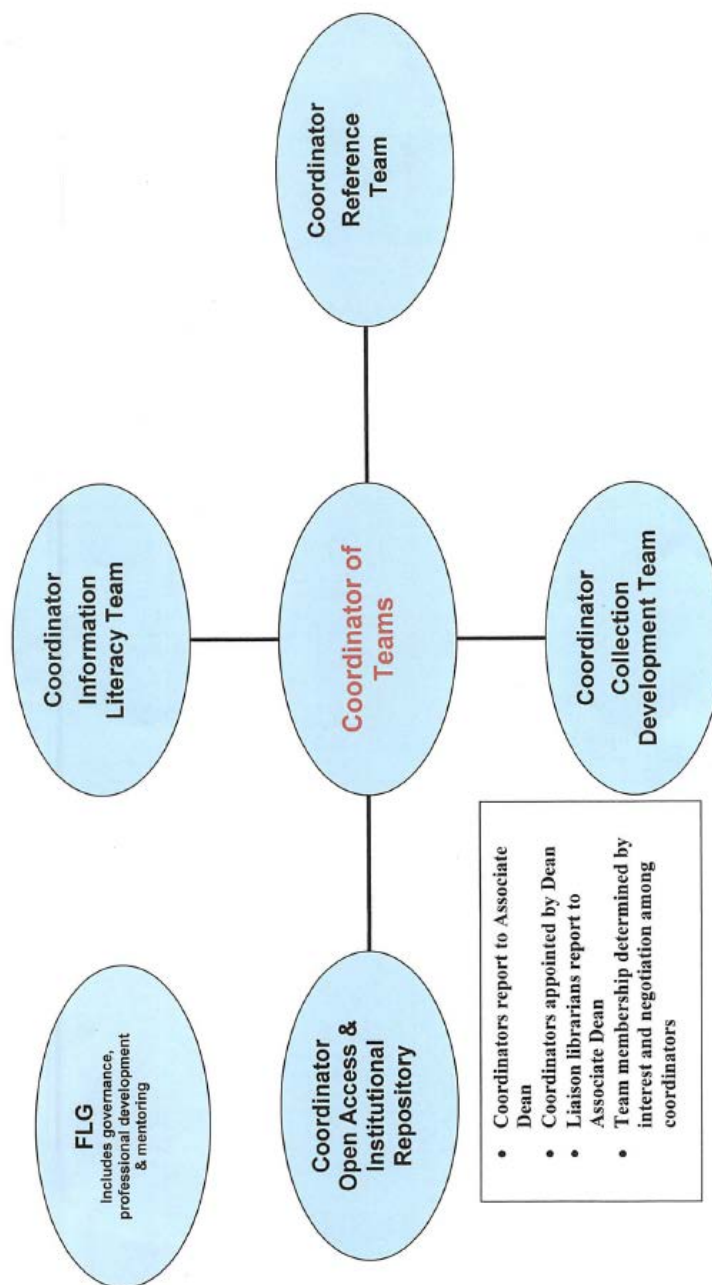 FLG
Includes governance,
professional development
& mentoring
Coordinator
Information
Literacy Team
Coordinator
Open Access &
Institutional
Repository
Coordinator of
Teams
Coordinator
Reference
Team
• Coordinators report to Associate
Dean
• Coordinators appointed by Dean
• Liaison librarians report to
Associate Dean
• Team membership determined by
interest and negotiation among
coordinators
Coordinator
Collection
Development Team